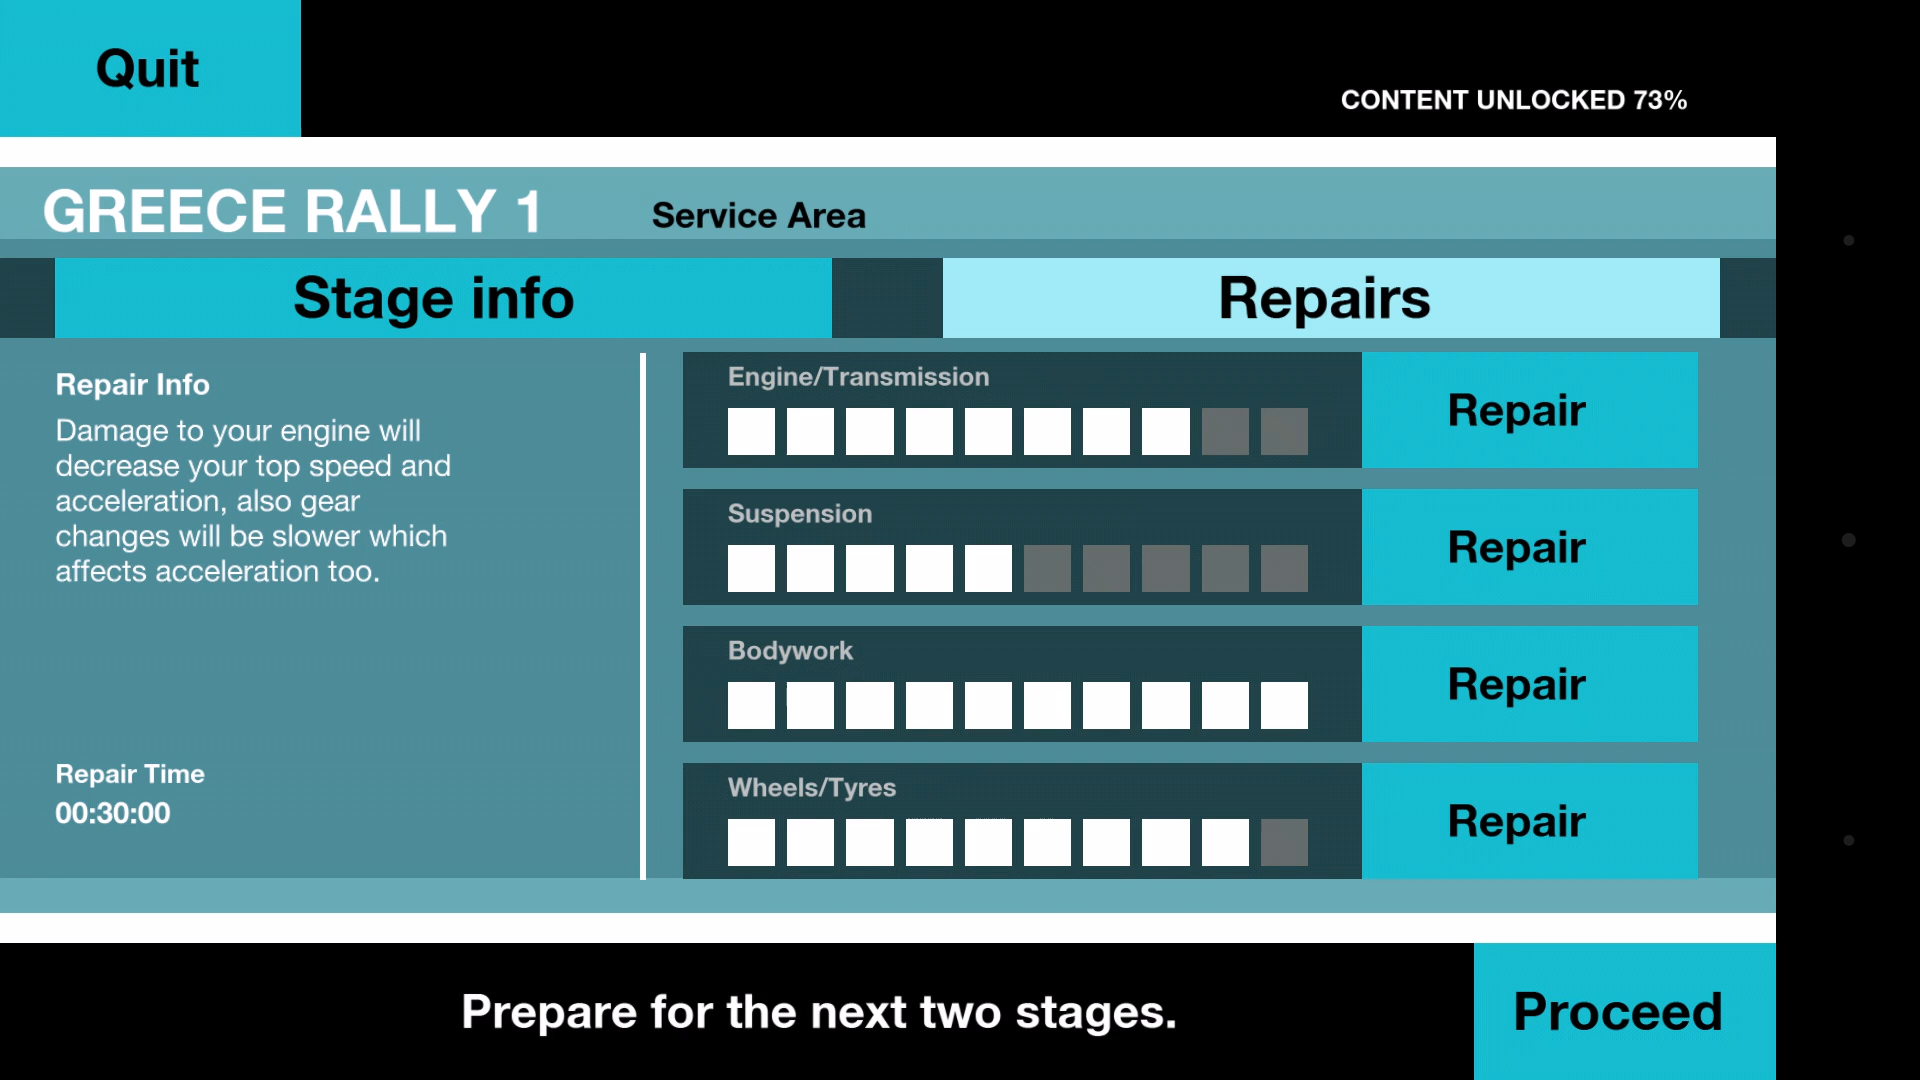 Quit
CONTENT UNLOCKED 73%
GREECE RALLY 1
Service Area
Stage info
Repairs
Repair Info
Damage to your engine will
decrease your top speed and
acceleration, also gear
changes will be slower which
affects acceleration too.
Repair Time
00:30:00
Engine/Transmission
Repair
Suspension
Repair
Bodywork
Repair
Wheels/Tyres
Repair
Prepare for the next two stages.
Proceed